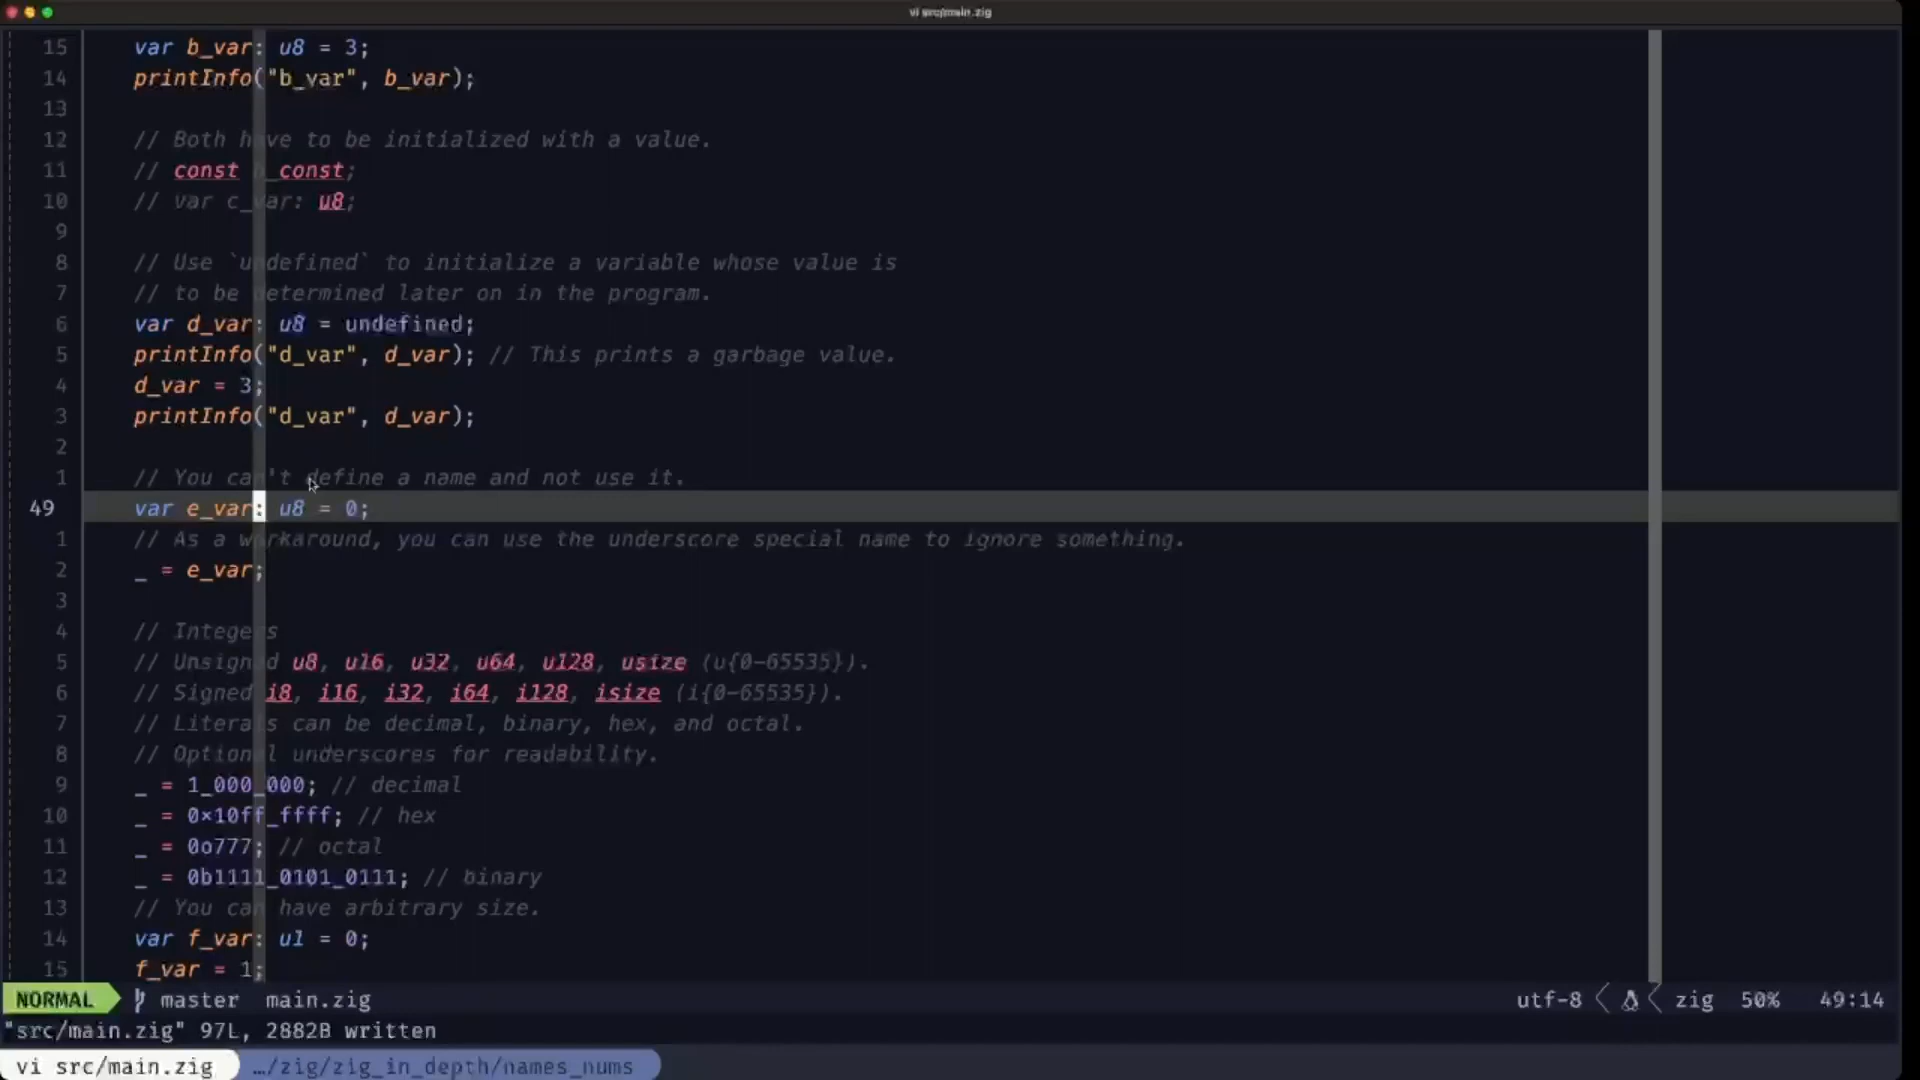 vi src/main.zig
15 var b_var: u8 = 3;
14 printInfo("b_var", b_var);
13
12 // Both have to be initialized with a value.
11 // const b_const;
10 // var c_var: u8;
9
8 // Use `undefined` to initialize a variable whose value is
7 // to be determined later on in the program.
6 var d_var: u8 = undefined;
5 printInfo("d_var", d_var); // This prints a garbage value.
4 d_var = 3;
3 printInfo("d_var", d_var);
2
1 // You can't define a name and not use it.
49 var e_var: u8 = 0;
1 // As a workaround, you can use the underscore special name to ignore something.
2 _ = e_var;
3
4 // Integers
5 // Unsigned u8, u16, u32, u64, u128, usize (u{0-65535}).
6 // Signed i8, i16, i32, i64, i128, isize (i{0-65535}).
7 // Literals can be decimal, binary, hex, and octal.
8 // Optional underscores for readability.
9 _ = 1_000_000; // decimal
10 _ = 0×10ff_ffff; // hex
11 _ = 0o777; // octal
12 _ = 0b1111_0101_0111; // binary
13 // You can have arbitrary size.
14 var f_var: u1 = 0;
15 f_var = 1;
NORMAL master main.zig utf-8 zig 50% 49:14
"src/main.zig" 97L, 2882B written
vi src/main.zig …/zig/zig_in_depth/names_nums